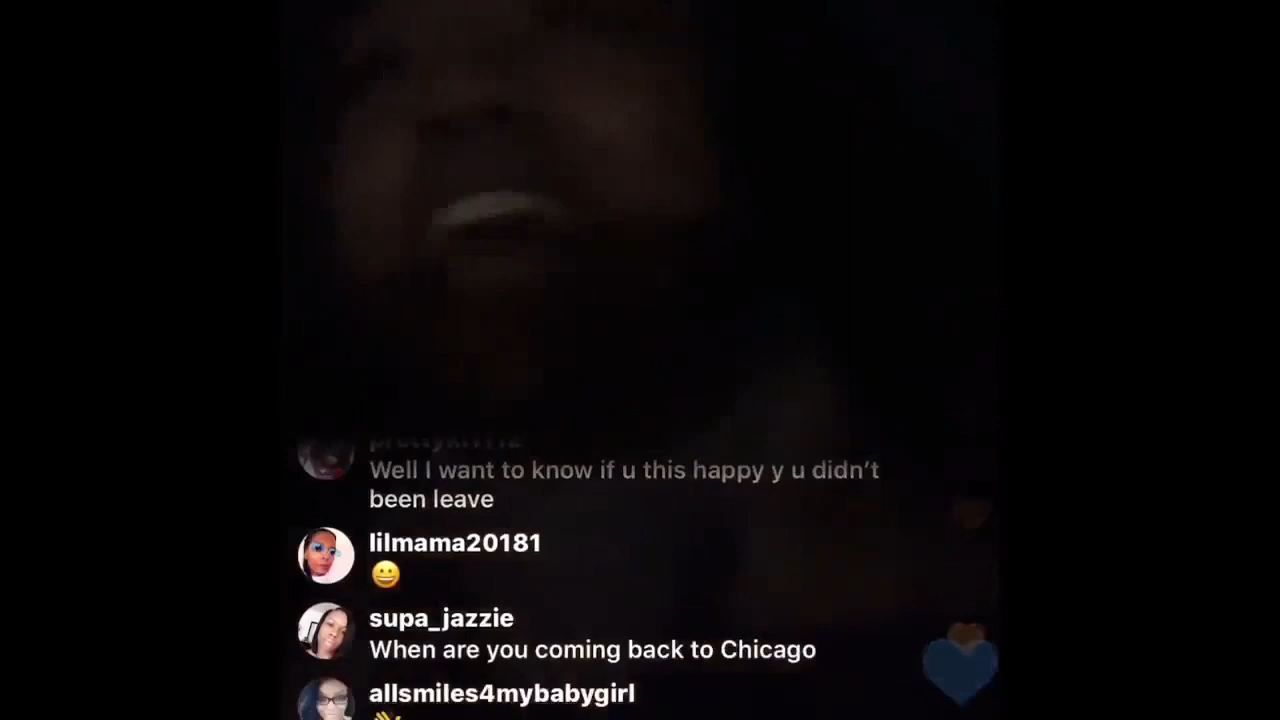 Well I want to know if u this happy y u didn’t
been leave
lilmama20181
😀
supa_jazzie
When are you coming back to Chicago
allsmiles4mybabygirl